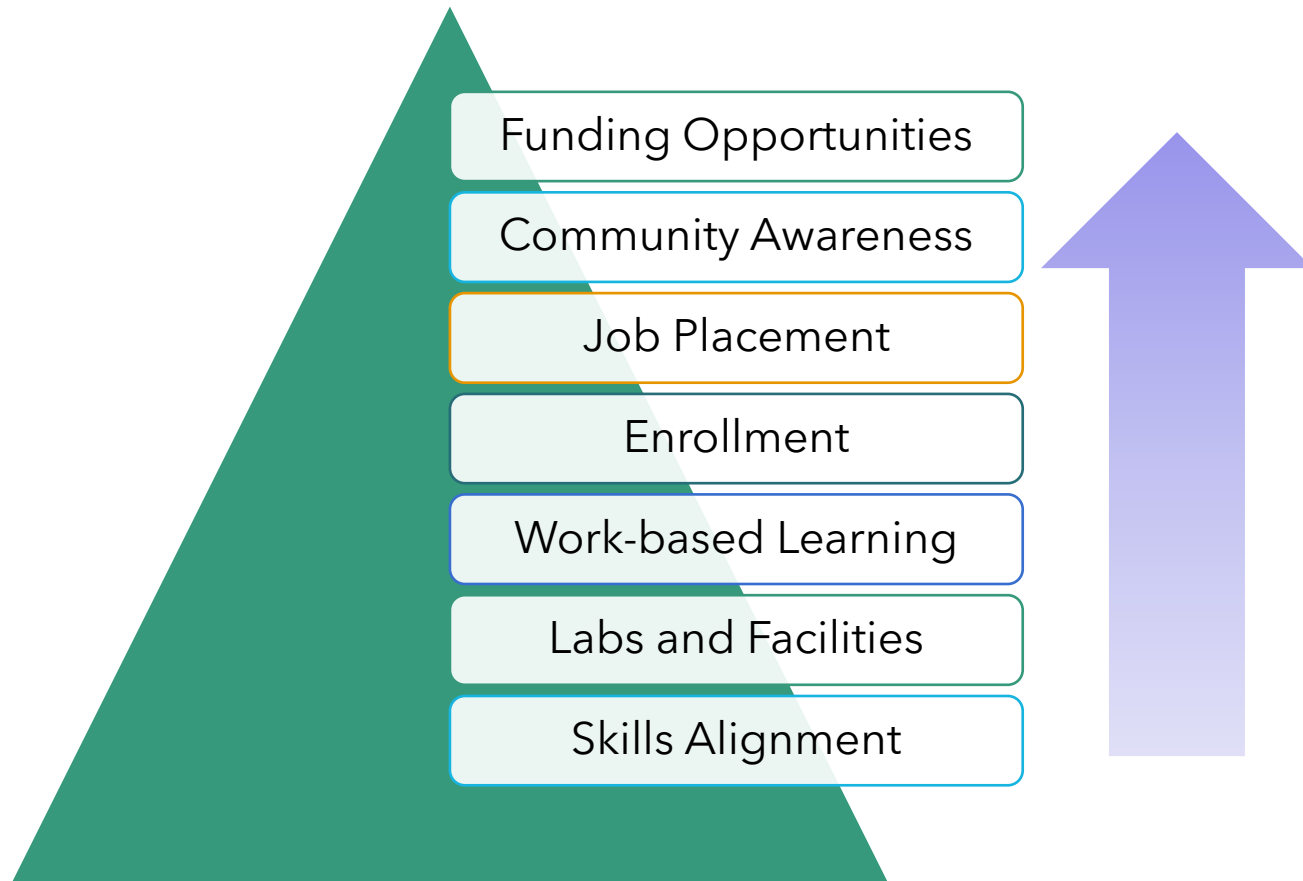 Funding Opportunities
Community Awareness
Job Placement
Enrollment
Work-based Learning
Labs and Facilities
Skills Alignment